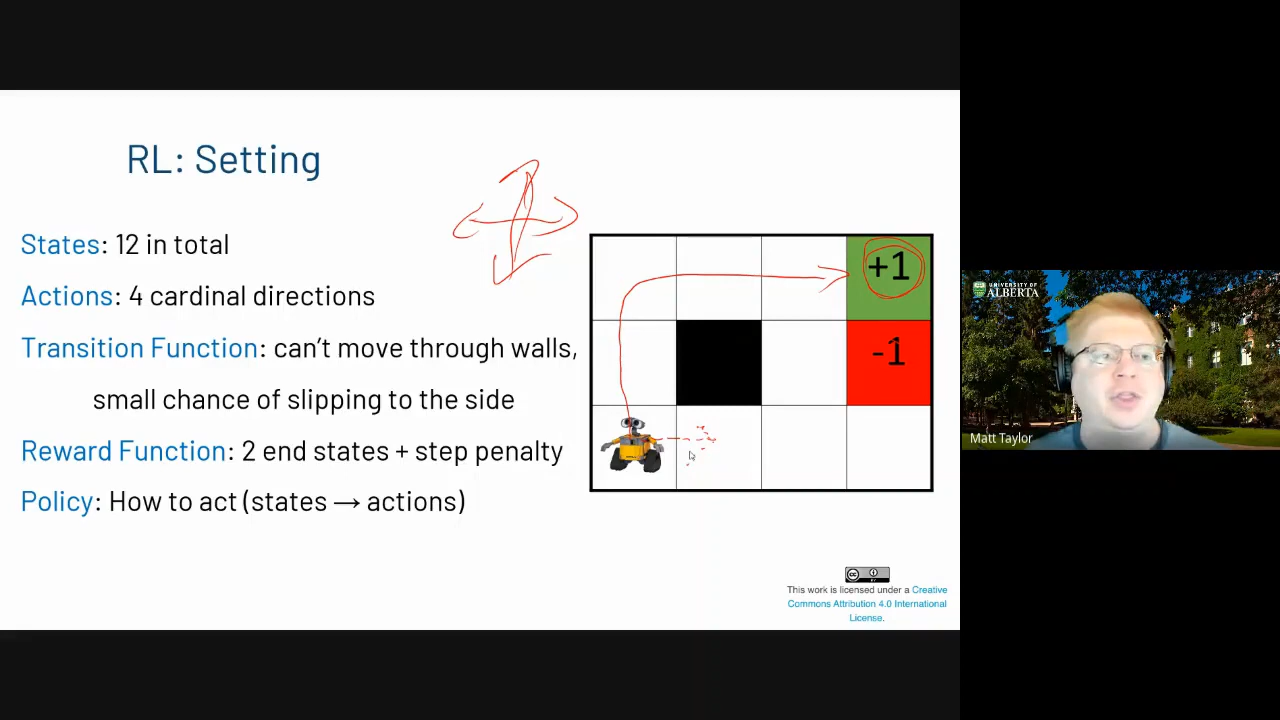 RL: Setting
States: 12 in total
Actions: 4 cardinal directions
Transition Function: can’t move through walls,
small chance of slipping to the side
Reward Function: 2 end states + step penalty
Policy: How to act (states → actions)
+1
-1
This work is licensed under a Creative
Commons Attribution 4.0 International
License.
UNIVERSITY OF
ALBERTA
Matt Taylor